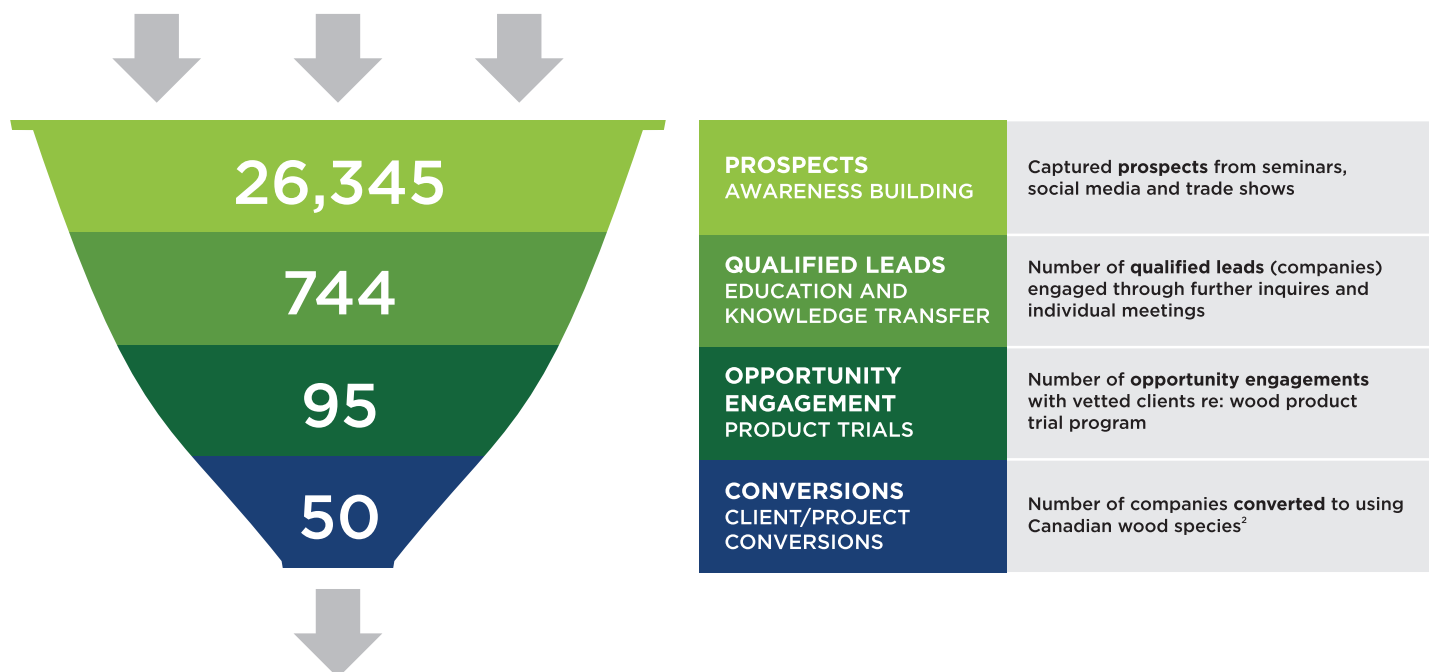 26,345
PROSPECTS
AWARENESS BUILDING
Captured prospects from seminars,
social media and trade shows
744
QUALIFIED LEADS
EDUCATION AND
KNOWLEDGE TRANSFER
Number of qualified leads (companies)
engaged through further inquires and
individual meetings
95
OPPORTUNITY
ENGAGEMENT
PRODUCT TRIALS
Number of opportunity engagements
with vetted clients re: wood product
trial program
50
CONVERSIONS
CLIENT/PROJECT
CONVERSIONS
Number of companies converted to using
Canadian wood species²